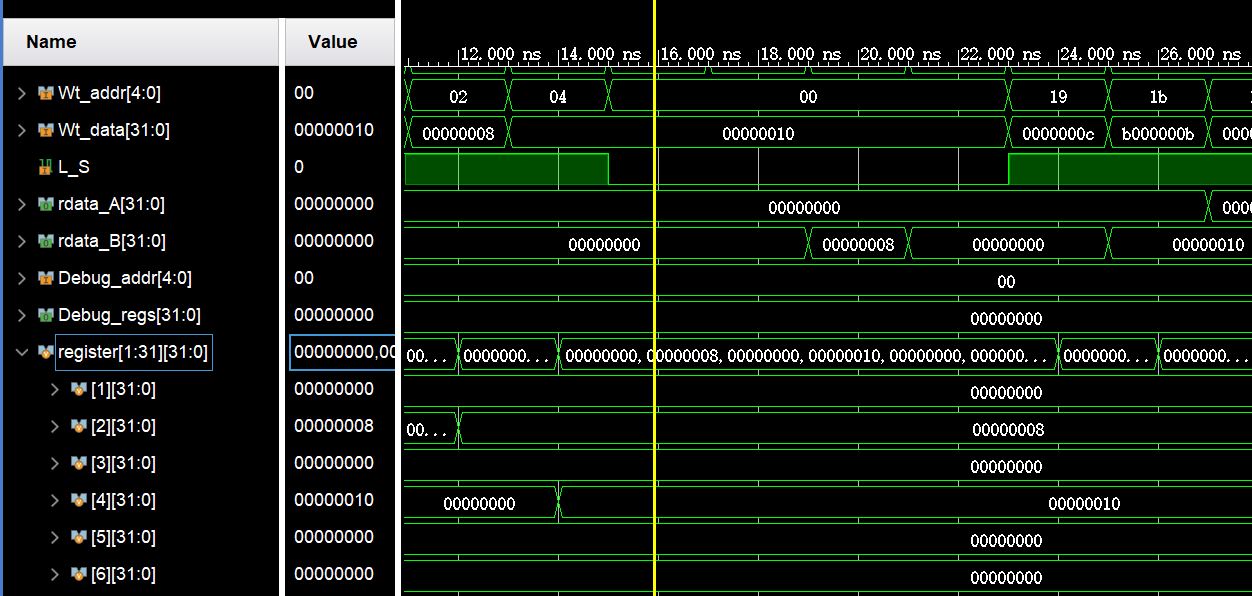 Name Value
12.000 ns 14.000 ns 16.000 ns 18.000 ns 20.000 ns 22.000 ns 24.000 ns 26.000 ns
Wt_addr[4:0] 00 02 04 00 19 1b
Wt_data[31:0] 00000010 00000008 00000010 0000000c b000000b 0000
L_S 0
rdata_A[31:0] 00000000 00000000 0000
rdata_B[31:0] 00000000 00000000 00000008 00000000 00000010
Debug_addr[4:0] 00 00
Debug_regs[31:0] 00000000 00000000
register[1:31][31:0] 00000000,00 00... 0000000... 00000000, 00000008, 00000000, 00000010, 00000000, 000000... 0000000... 0000000...
[1][31:0] 00000000 00000000
[2][31:0] 00000008 00... 00000008
[3][31:0] 00000000 00000000
[4][31:0] 00000010 00000000 00000010
[5][31:0] 00000000 00000000
[6][31:0] 00000000 00000000